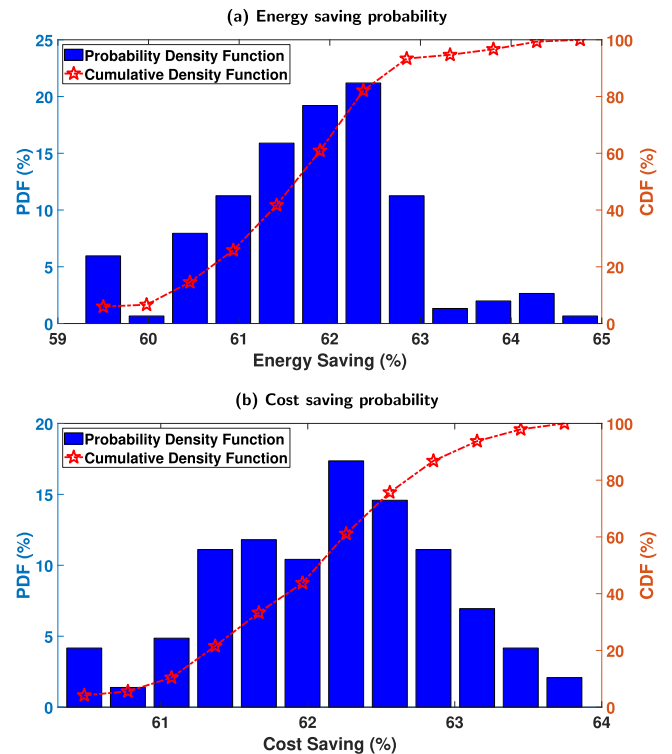 (a) Energy saving probability
Probability Density Function
Cumulative Density Function
PDF (%)
CDF (%)
25
20
15
10
5
0
100
80
60
40
20
0
59 60 61 62 63 64 65
Energy Saving (%)
(b) Cost saving probability
Probability Density Function
Cumulative Density Function
PDF (%)
CDF (%)
20
15
10
5
0
100
80
60
40
20
0
61 62 63 64
Cost Saving (%)